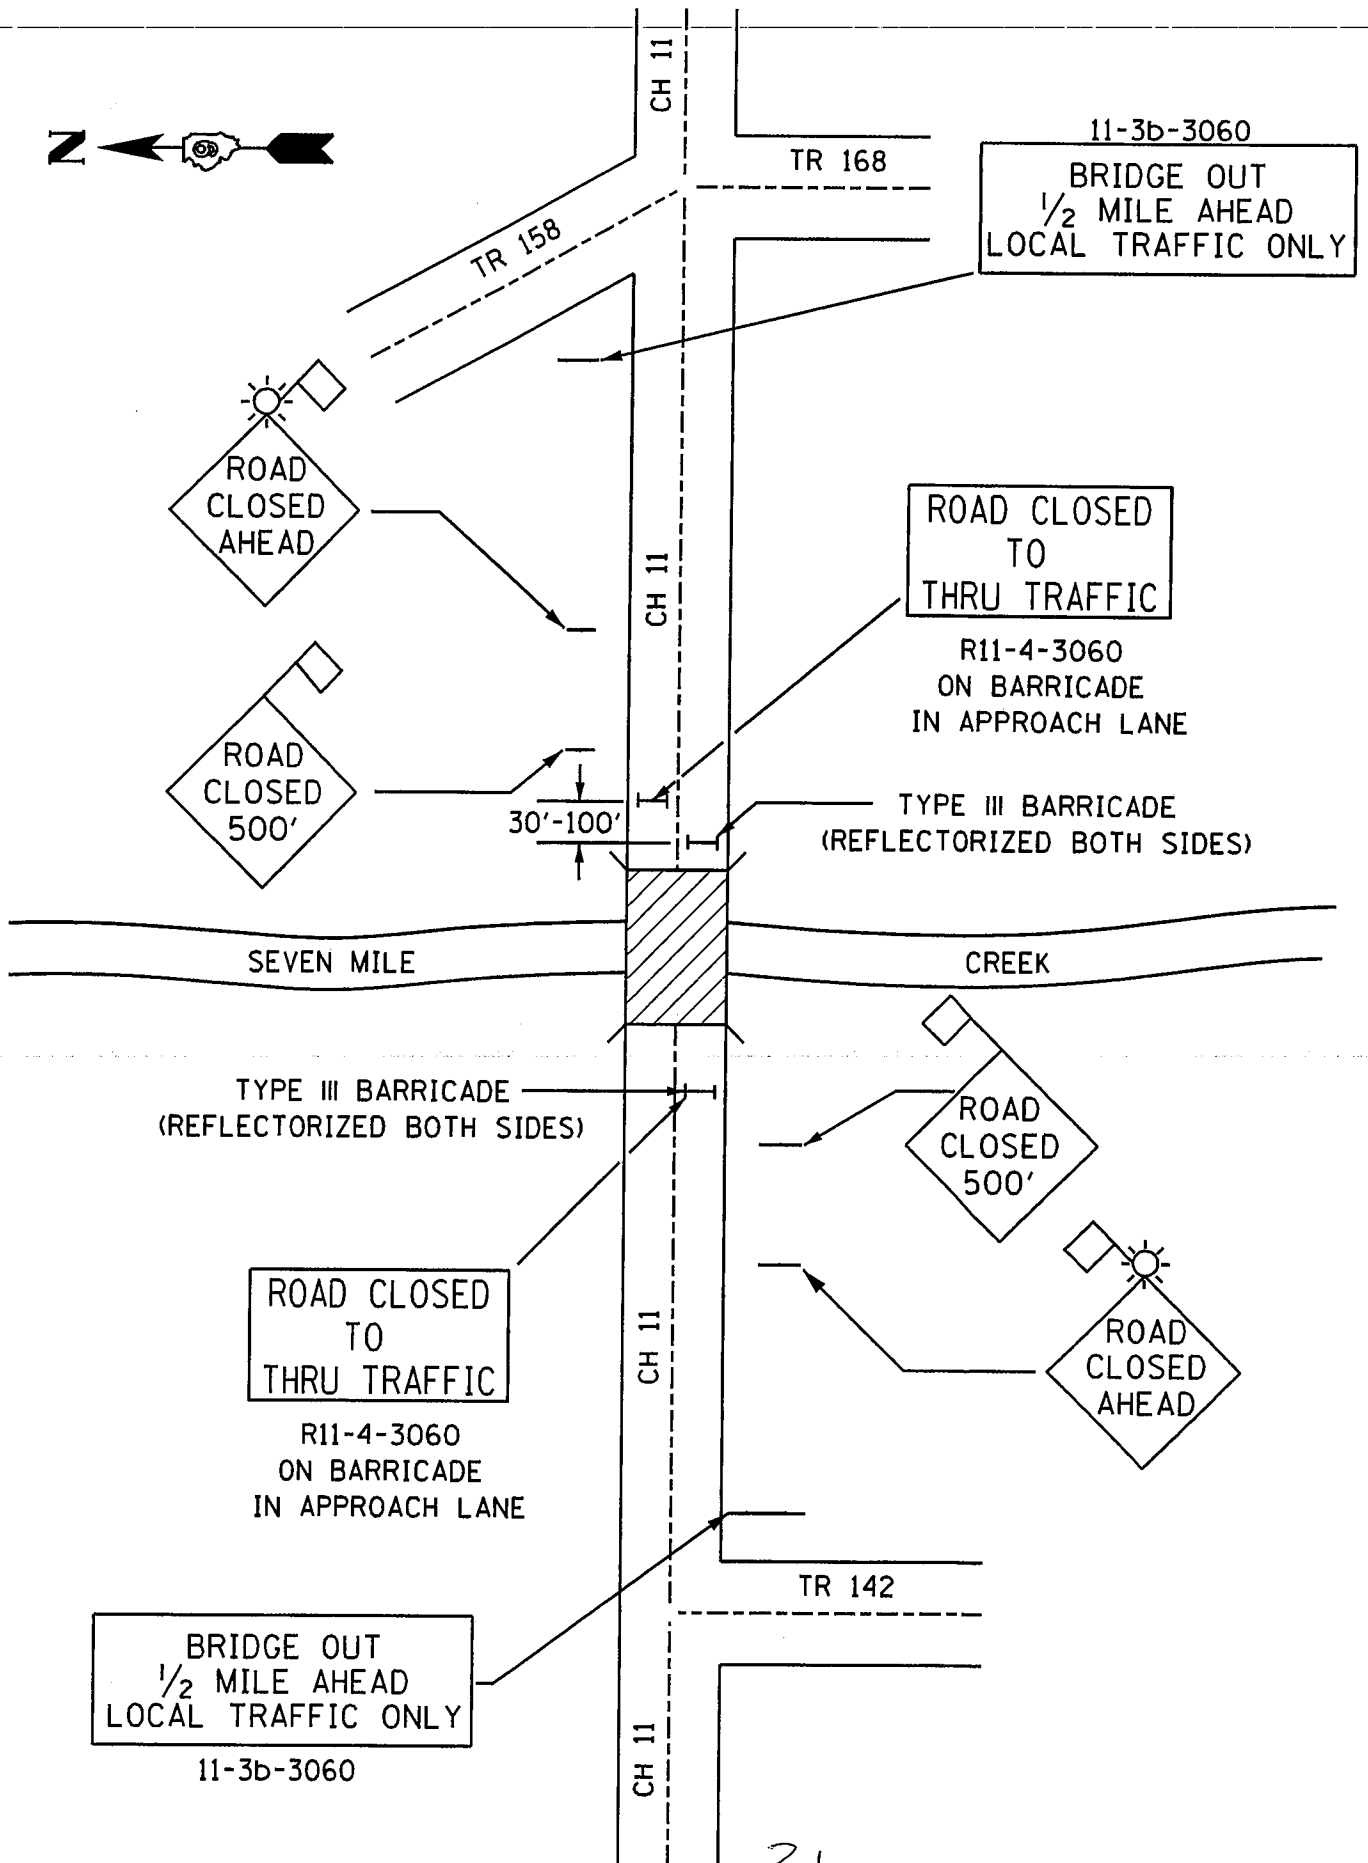 CH 11
N
TR 168
11-3b-3060
BRIDGE OUT
1/2 MILE AHEAD
LOCAL TRAFFIC ONLY
TR 158
ROAD
CLOSED
AHEAD
ROAD CLOSED
TO
THRU TRAFFIC
CH 11
R11-4-3060
ON BARRICADE
IN APPROACH LANE
ROAD
CLOSED
500'
30'-100'
TYPE III BARRICADE
(REFLECTORIZED BOTH SIDES)
SEVEN MILE CREEK
TYPE III BARRICADE
(REFLECTORIZED BOTH SIDES)
ROAD
CLOSED
500'
ROAD CLOSED
TO
THRU TRAFFIC
CH 11
ROAD
CLOSED
AHEAD
R11-4-3060
ON BARRICADE
IN APPROACH LANE
TR 142
BRIDGE OUT
1/2 MILE AHEAD
LOCAL TRAFFIC ONLY
11-3b-3060
CH 11